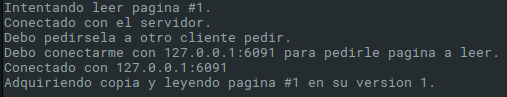 Intentando leer pagina #1.
Conectado con el servidor.
Debo pedirsela a otro cliente pedir.
Debo conectarme con 127.0.0.1:6091 para pedirle pagina a leer.
Conectado con 127.0.0.1:6091
Adquiriendo copia y leyendo pagina #1 en su version 1.